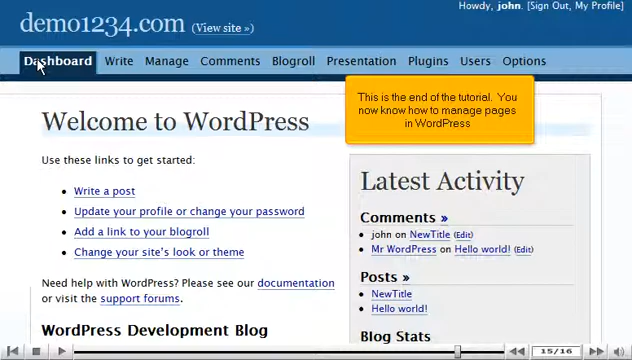 Howdy, john. [Sign Out, My Profile]
demo1234.com (View site »)
Dashboard Write Manage Comments Blogroll Presentation Plugins Users Options
This is the end of the tutorial. You
now know how to manage pages
in WordPress
Welcome to WordPress
Use these links to get started:
• Write a post
• Update your profile or change your password
• Add a link to your blogroll
• Change your site's look or theme
Need help with WordPress? Please see our documentation
or visit the support forums.
WordPress Development Blog
Latest Activity
Comments »
• john on NewTitle (Edit)
• Mr WordPress on Hello world! (Edit)
Posts »
• NewTitle
• Hello world!
Blog Stats
15/16